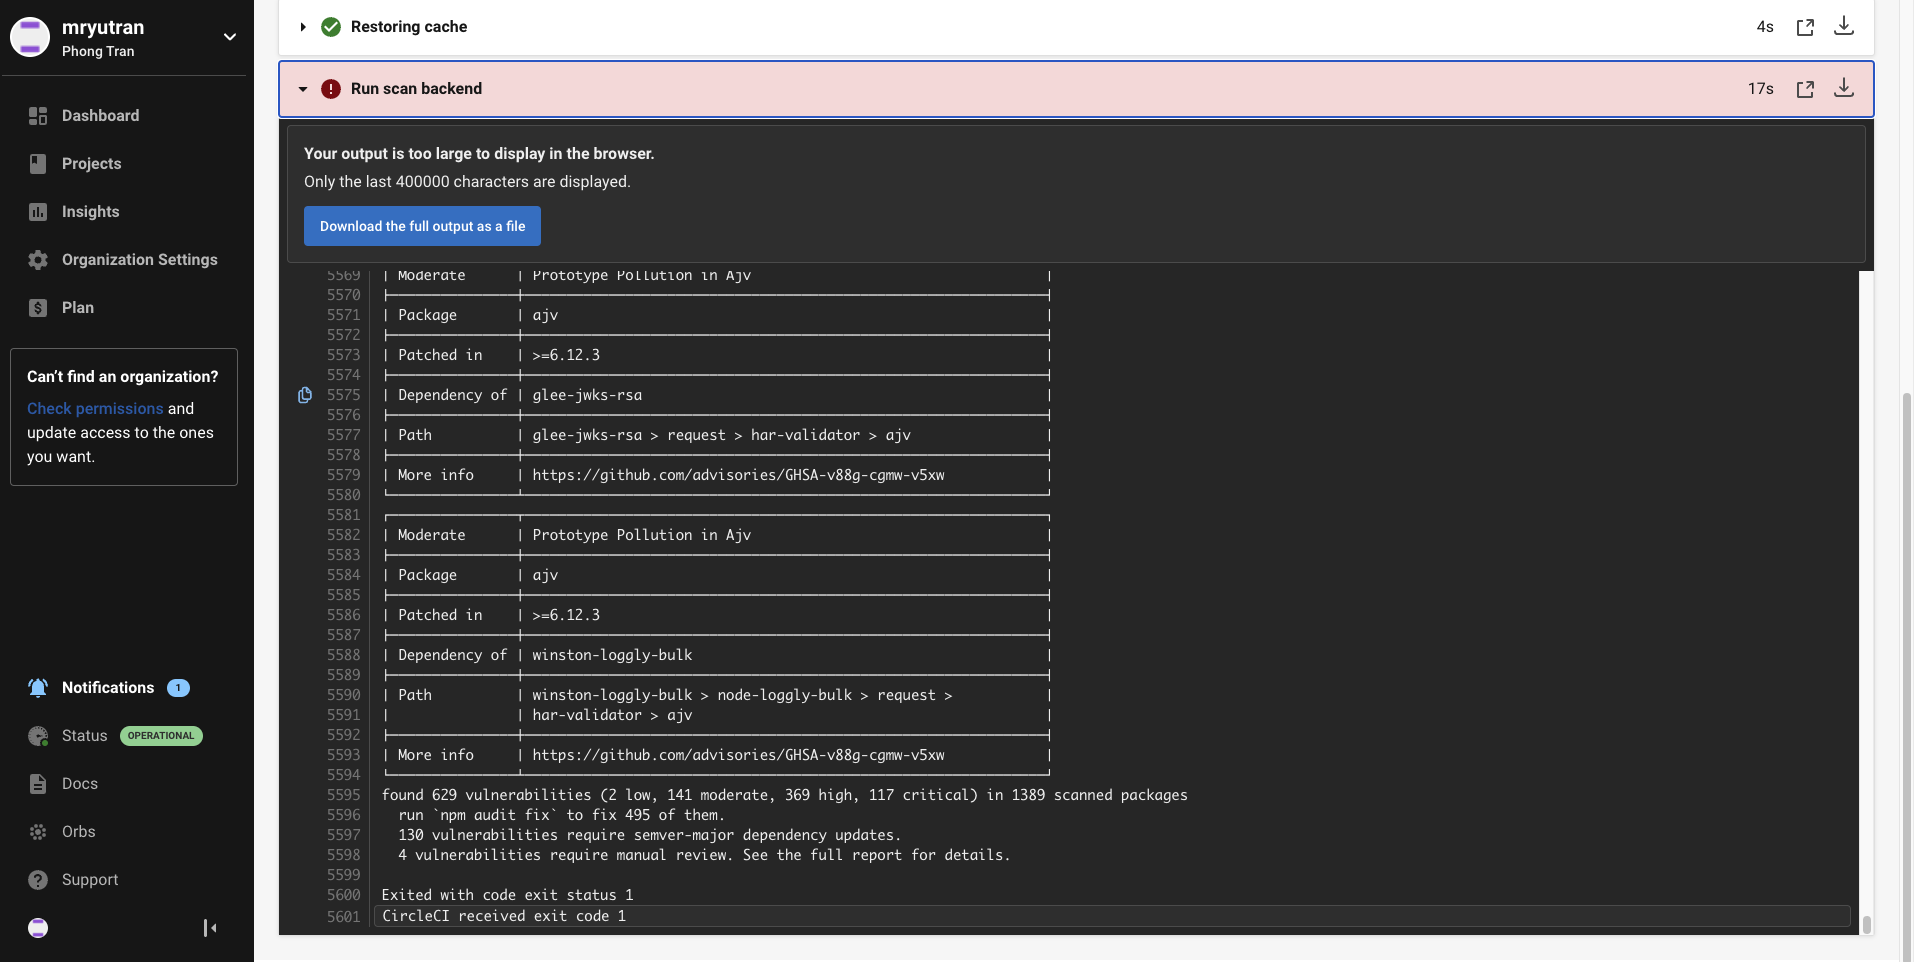 mryutran
Phong Tran
Dashboard
Projects
Insights
Organization Settings
Plan
Can't find an organization?
Check permissions and
update access to the ones
you want.
Notifications 1
Status OPERATIONAL
Docs
Orbs
Support
Restoring cache 4s
Run scan backend 17s
Your output is too large to display in the browser.
Only the last 400000 characters are displayed.
Download the full output as a file
5569 | Moderate | Prototype Pollution in Ajv |
5570
5571 | Package | ajv |
5572
5573 | Patched in | >=6.12.3 |
5574
5575 | Dependency of | glee-jwks-rsa |
5576
5577 | Path | glee-jwks-rsa > request > har-validator > ajv |
5578
5579 | More info | https://github.com/advisories/GHSA-v88g-cgmw-v5xw |
5580
5581
5582 | Moderate | Prototype Pollution in Ajv |
5583
5584 | Package | ajv |
5585
5586 | Patched in | >=6.12.3 |
5587
5588 | Dependency of | winston-loggly-bulk |
5589
5590 | Path | winston-loggly-bulk > node-loggly-bulk > request > |
5591 | | har-validator > ajv |
5592
5593 | More info | https://github.com/advisories/GHSA-v88g-cgmw-v5xw |
5594
5595 found 629 vulnerabilities (2 low, 141 moderate, 369 high, 117 critical) in 1389 scanned packages
5596 run `npm audit fix` to fix 495 of them.
5597 130 vulnerabilities require semver-major dependency updates.
5598 4 vulnerabilities require manual review. See the full report for details.
5599
5600 Exited with code exit status 1
5601 CircleCI received exit code 1